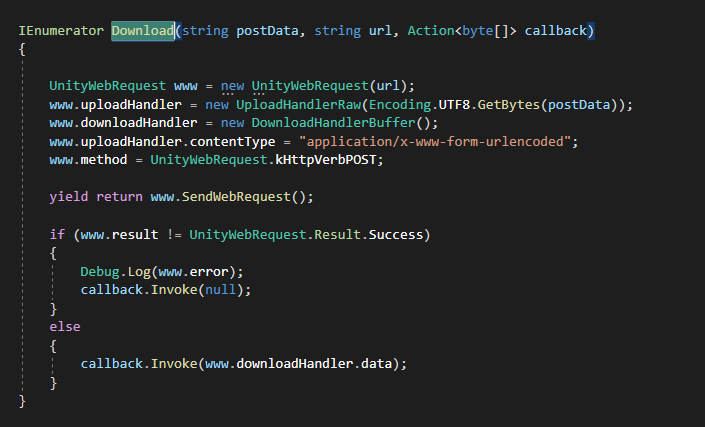 IEnumerator Download(string postData, string url, Action<byte[]> callback)
{
UnityWebRequest www = new UnityWebRequest(url);
www.uploadHandler = new UploadHandlerRaw(Encoding.UTF8.GetBytes(postData));
www.downloadHandler = new DownloadHandlerBuffer();
www.uploadHandler.contentType = "application/x-www-form-urlencoded";
www.method = UnityWebRequest.kHttpVerbPOST;
yield return www.SendWebRequest();
if (www.result != UnityWebRequest.Result.Success)
{
Debug.Log(www.error);
callback.Invoke(null);
}
else
{
callback.Invoke(www.downloadHandler.data);
}
}